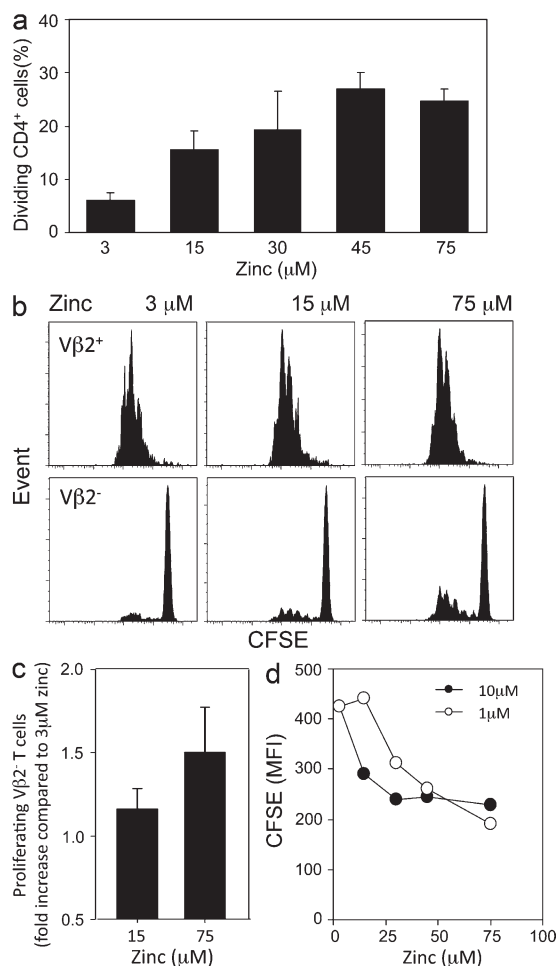 a
Dividing CD4⁺ cells(%)
40
30
20
10
0
3 15 30 45 75
Zinc (μM)
b
Zinc 3 μM 15 μM 75 μM
Vβ2⁺
Vβ2⁻
Event
CFSE
c
Proliferating Vβ2⁻ T cells
(fold increase compared to 3μM zinc)
2.0
1.5
1.0
0.5
15 75
Zinc (μM)
d
CFSE (MFI)
500
400
300
200
100
0
10μM
1μM
0 25 50 75 100
Zinc (μM)